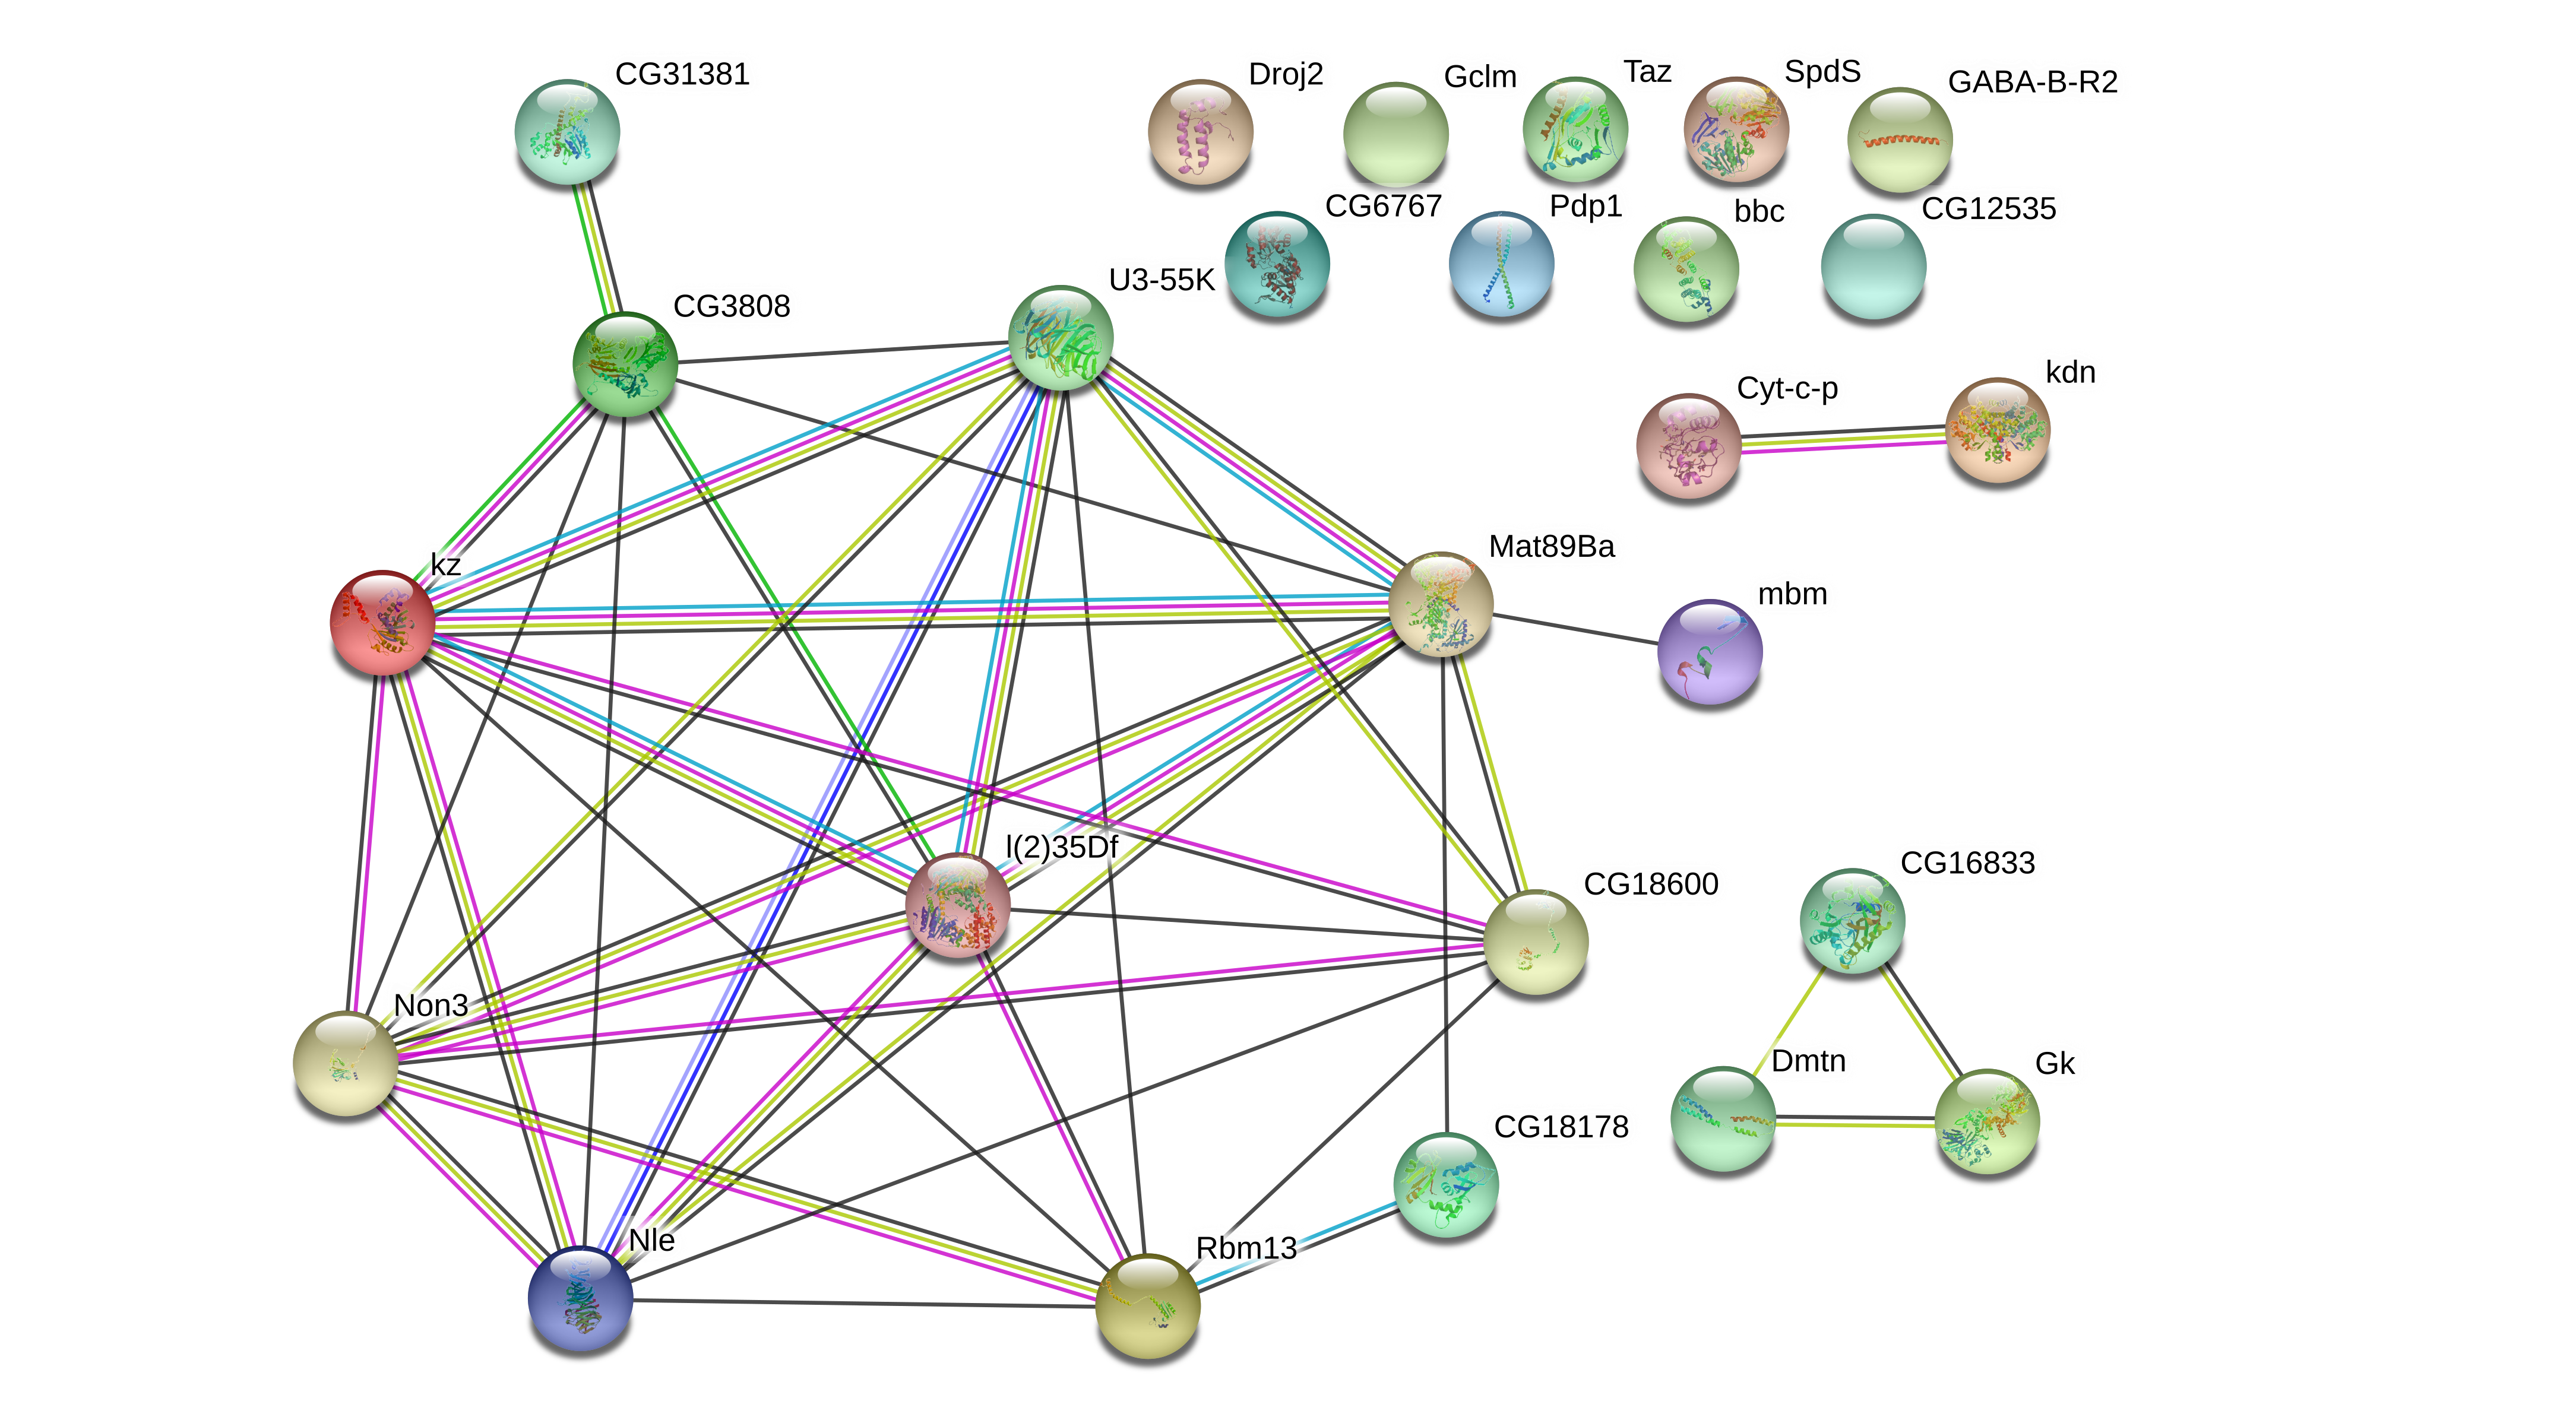 CG31381
Droj2
Gclm
Taz
SpdS
GABA-B-R2
CG6767
Pdp1
bbc
CG12535
U3-55K
CG3808
Cyt-c-p
kdn
kz
Mat89Ba
mbm
l(2)35Df
CG18600
CG16833
Non3
Dmtn
Gk
CG18178
Nle
Rbm13